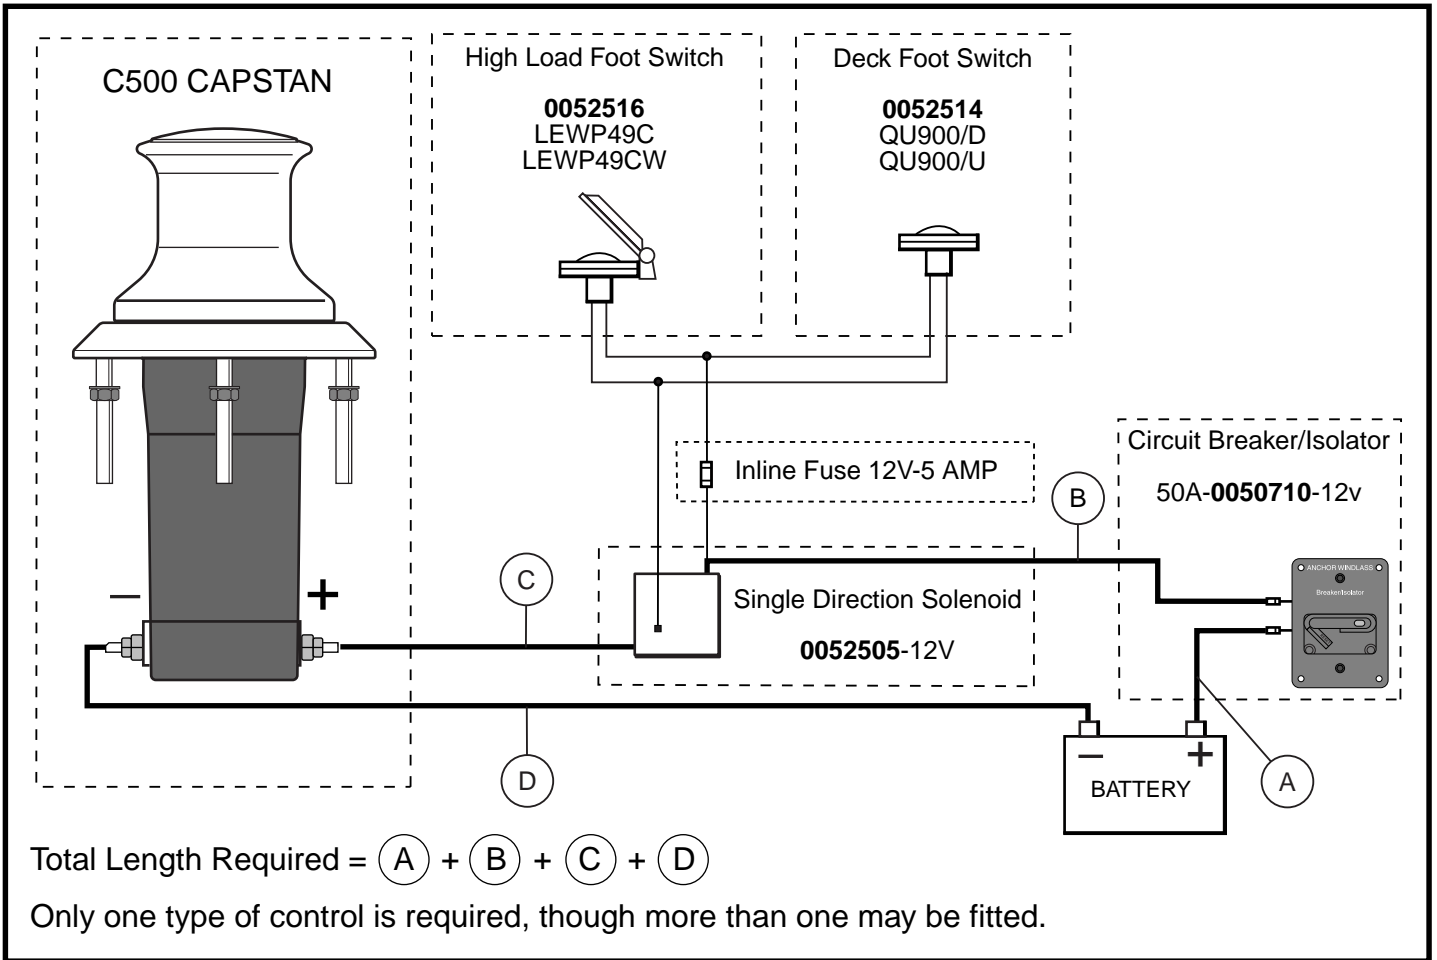 C500 CAPSTAN
High Load Foot Switch
0052516
LEWP49C
LEWP49CW
Deck Foot Switch
0052514
QU900/D
QU900/U
Inline Fuse 12V-5 AMP
Circuit Breaker/Isolator
50A-0050710-12v
ANCHOR WINDLASS
Breaker/Isolator
B
C
Single Direction Solenoid
0052505-12V
– +
– +
BATTERY
A
D
Total Length Required = A + B + C + D
Only one type of control is required, though more than one may be fitted.